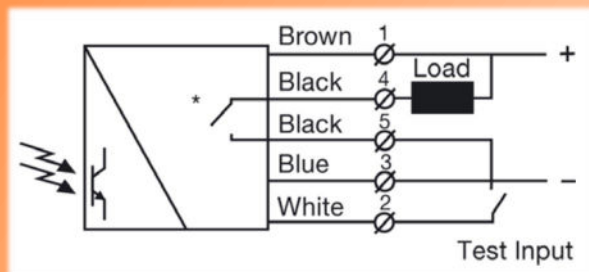 Brown 1 +
Black 4 Load
*
Black 5
Blue 3 −
White 2
Test Input